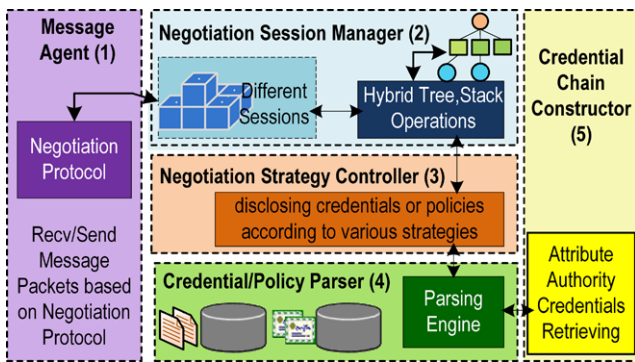 Message
Agent (1)
Negotiation
Protocol
Recv/Send
Message
Packets based
on Negotiation
Protocol
Negotiation Session Manager (2)
Different
Sessions
Hybrid Tree,Stack
Operations
Negotiation Strategy Controller (3)
disclosing credentials or policies
according to various strategies
Credential/Policy Parser (4)
Parsing
Engine
Credential
Chain
Constructor
(5)
Attribute
Authority
Credentials
Retrieving